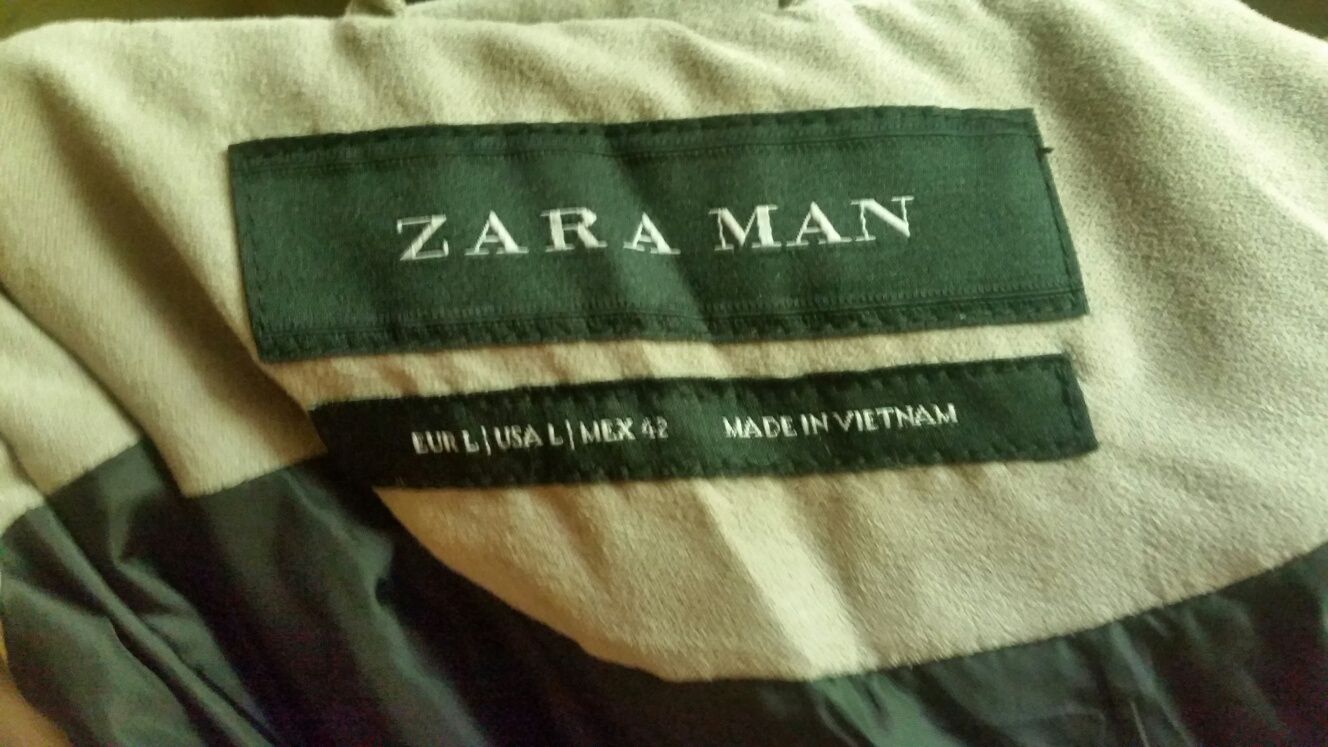 ZARA MAN
EUR L | USA L | MEX 42 MADE IN VIETNAM